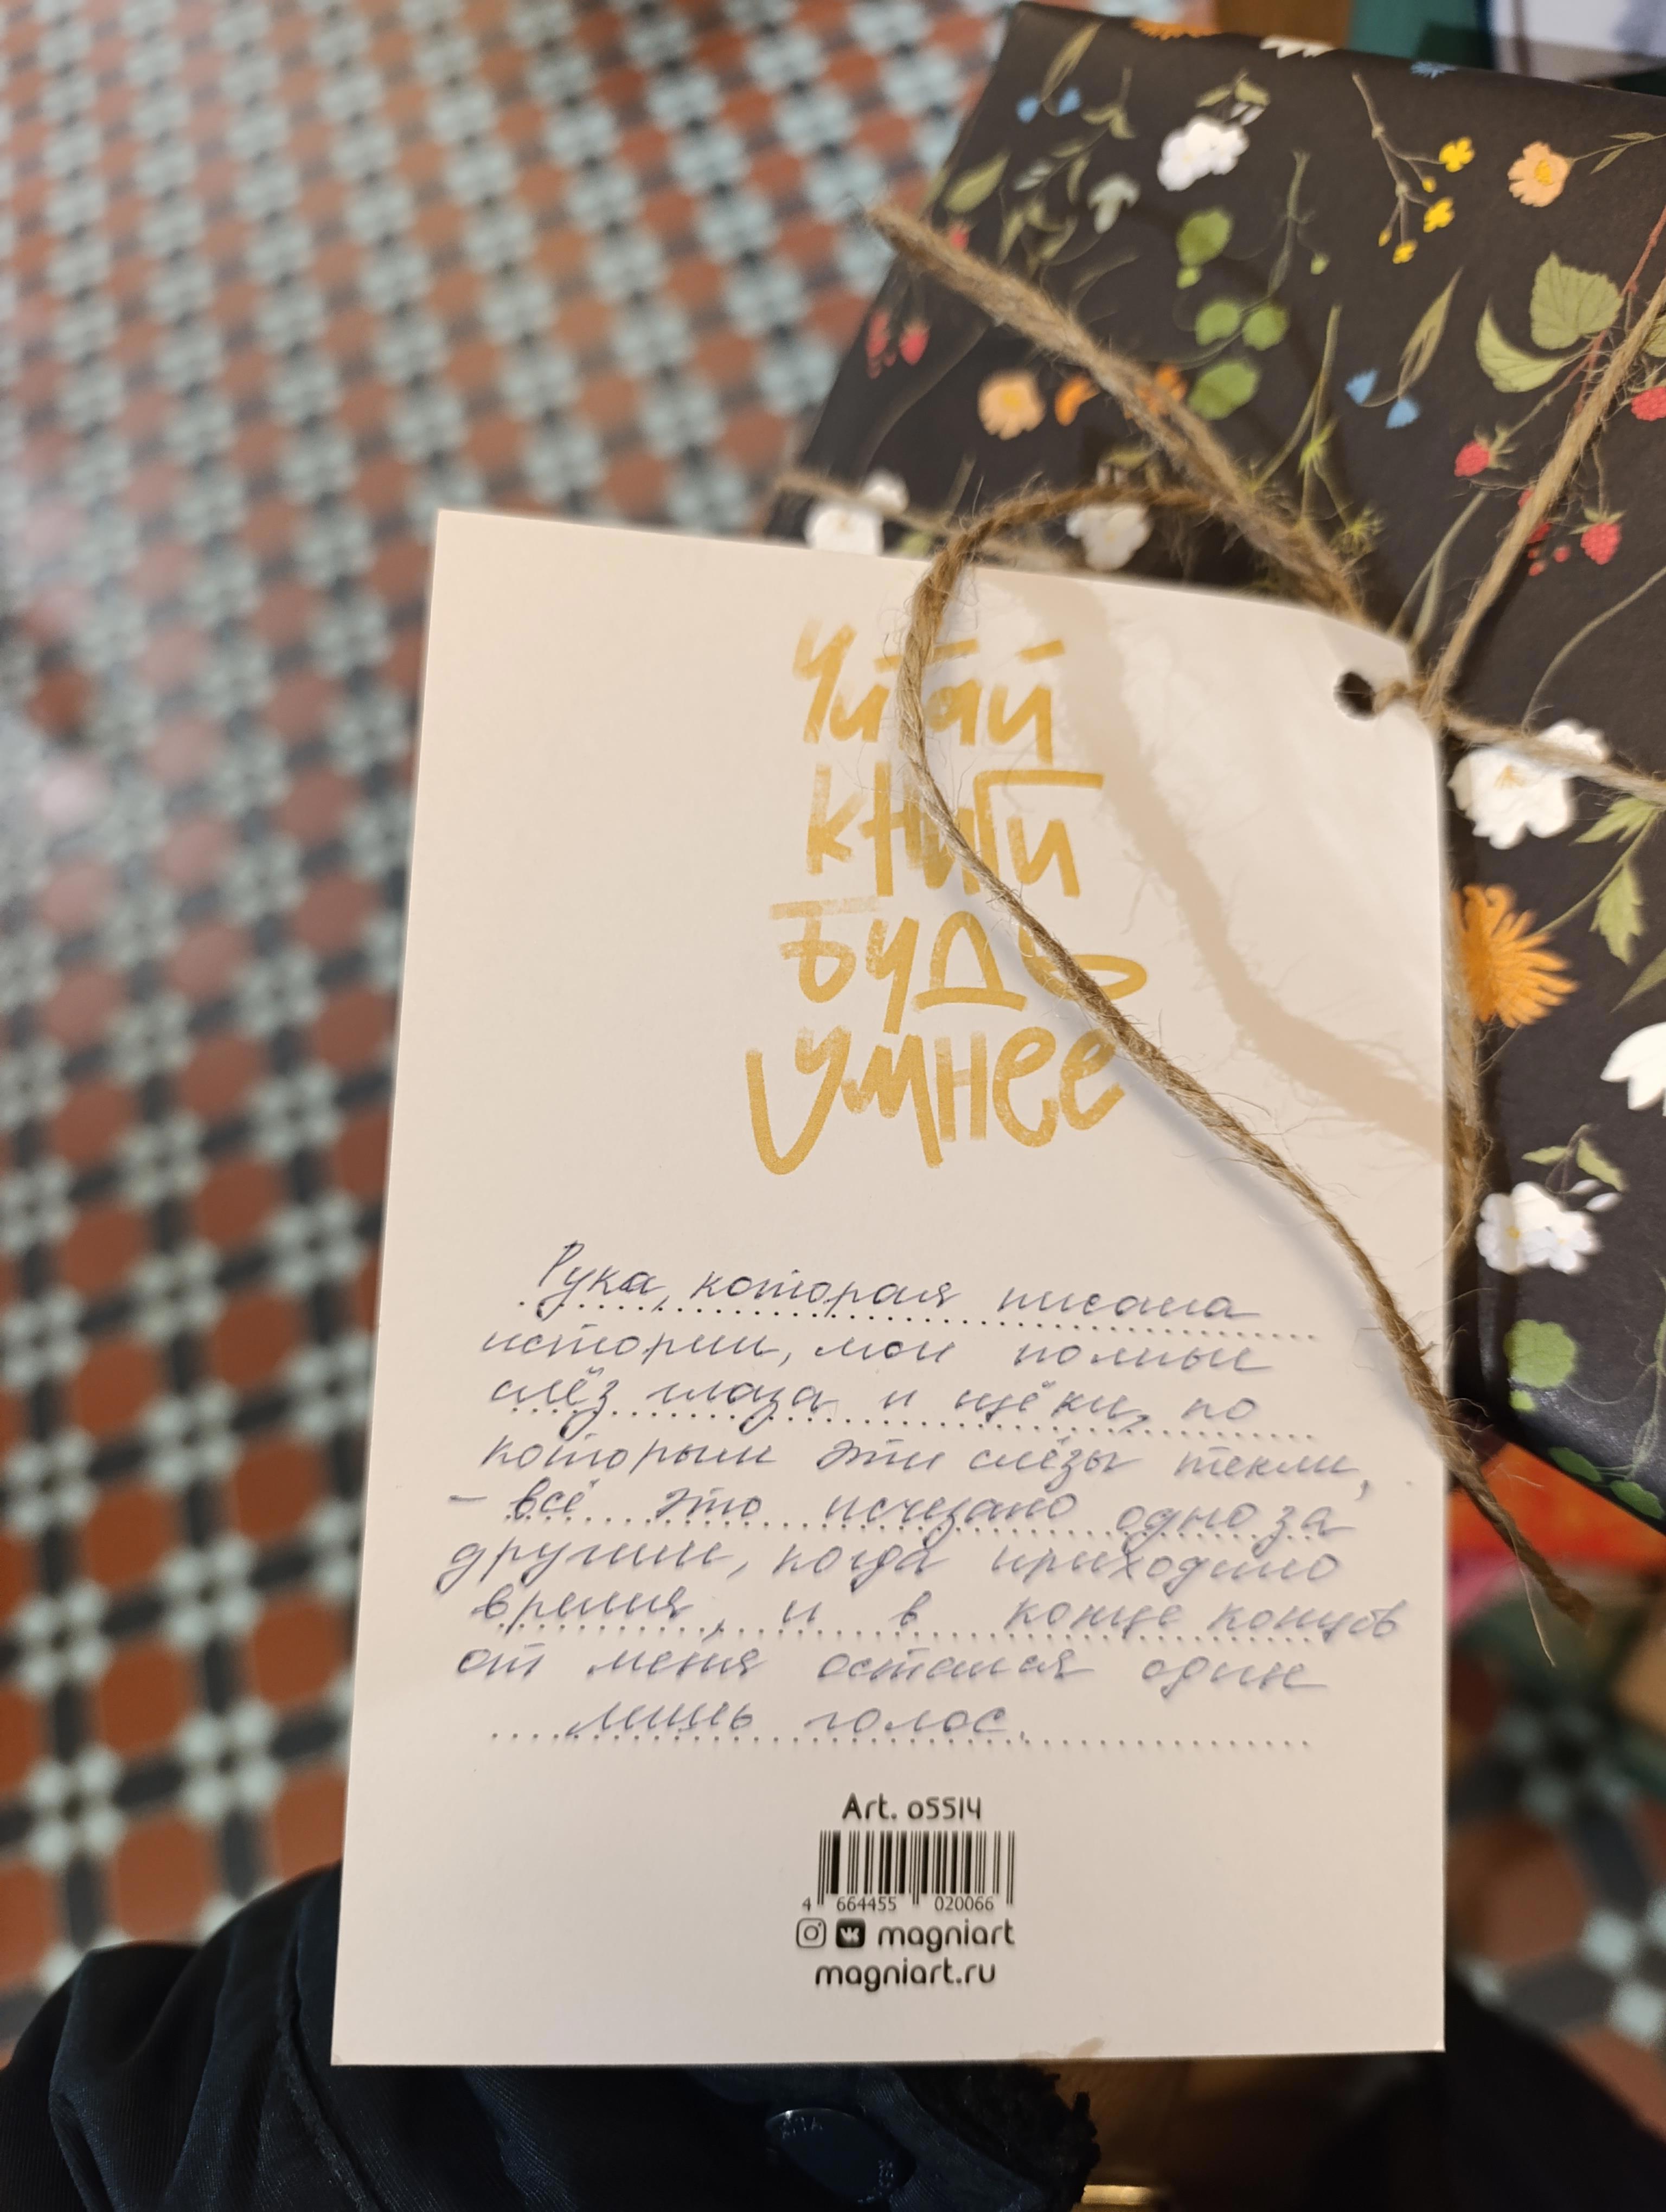 Читай
книги
Будь
умнее
Рука, которая писала
истории, мои полные
слёз глаза и щёки, по
которым эти слёзы текли,
- всё это исчезало одно за
другим, когда приходило
время, и в конце концов
от меня остался один
лишь голос.
Art. 05514
4 664455 020066
magniart
magniart.ru